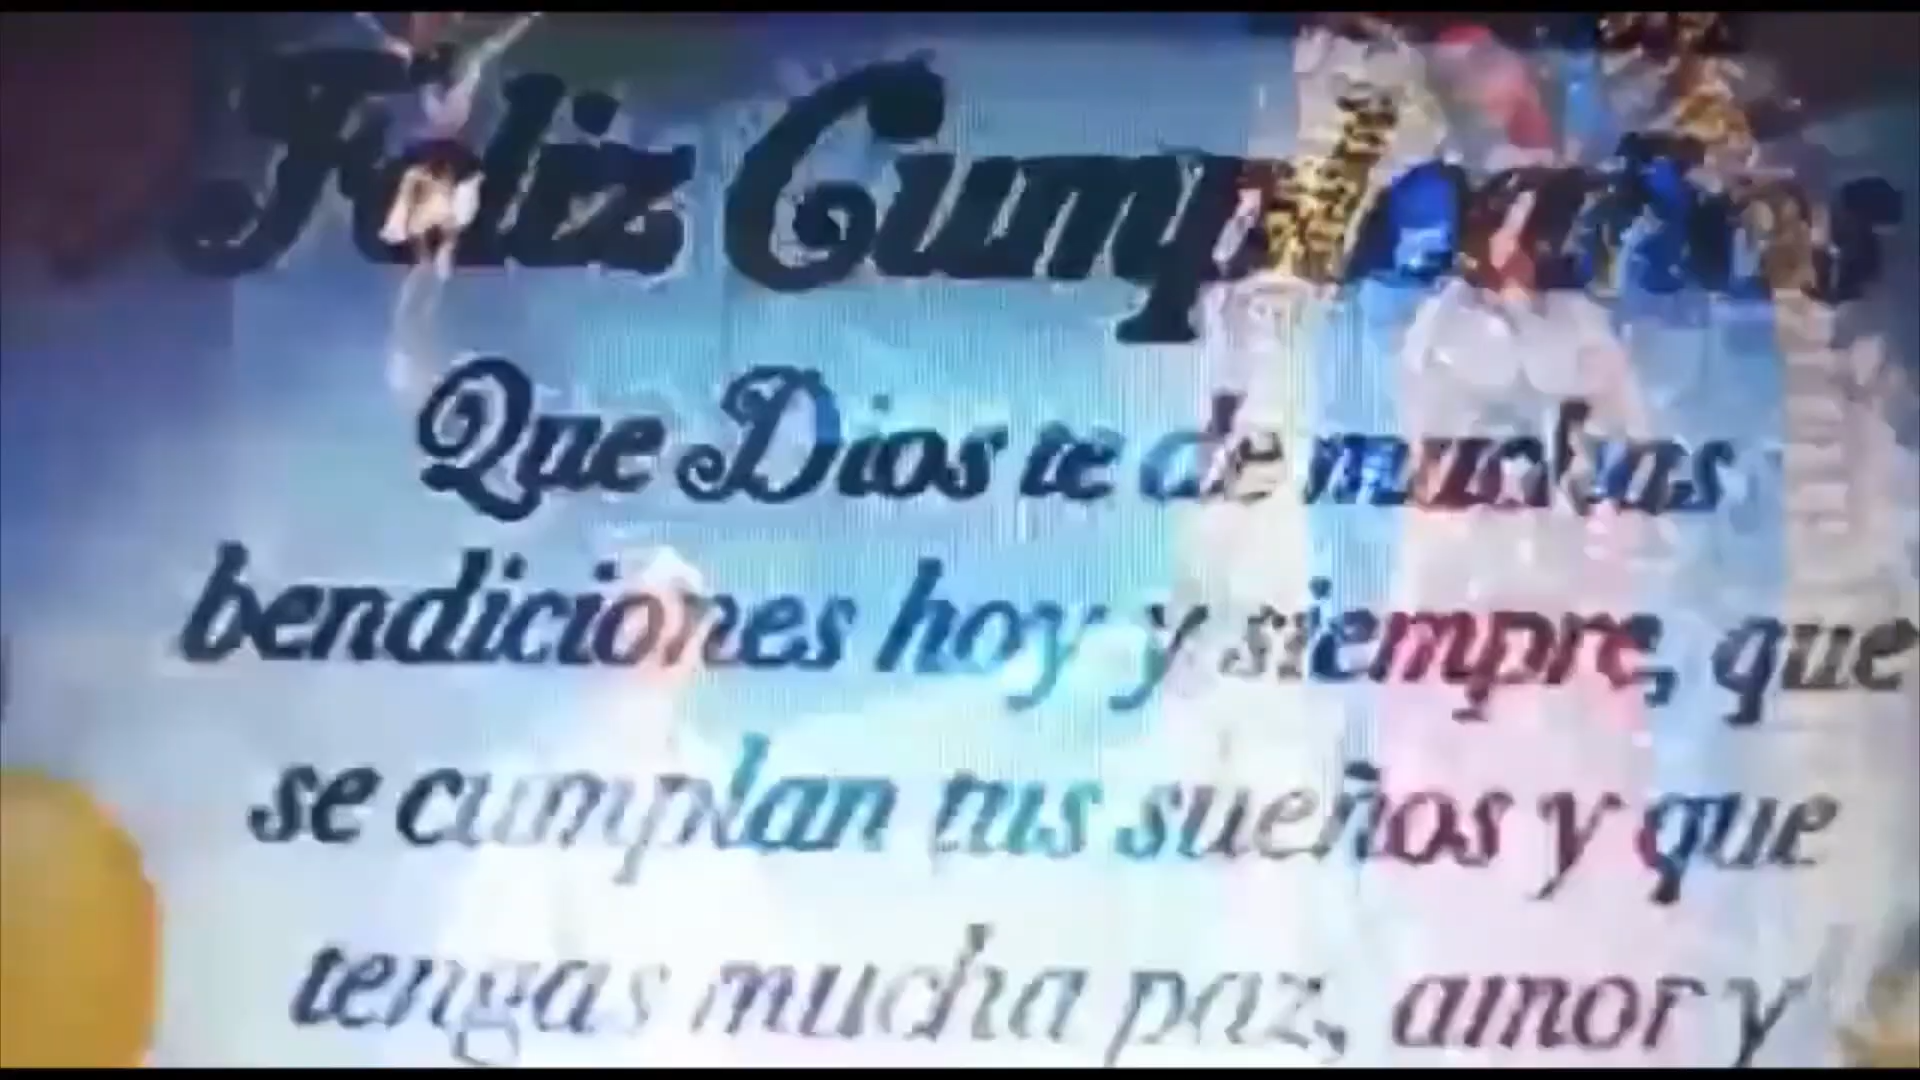 Feliz Cumpleaños
Que Dios te de muchas
bendiciones hoy y siempre, que
se cumplan tus sueños y que
tengas mucha paz, amor y